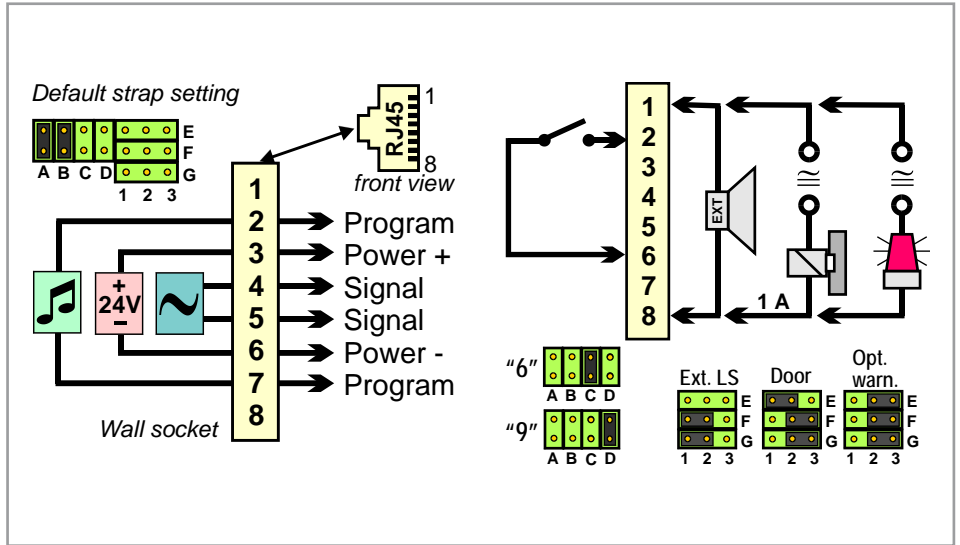 Default strap setting
E
F
A B C D G
1 2 3
RJ45
1
8
front view
1
2 Program
3 Power +
+
24V
−
4 Signal
~
5 Signal
6 Power -
7 Program
8
Wall socket
1
2
3
4
5
6
7
8
EXT
≅
≅
1 A
"6"
A B C D
"9"
A B C D
Ext. LS
E
F
G
1 2 3
Door
E
F
G
1 2 3
Opt.
warn.
E
F
G
1 2 3